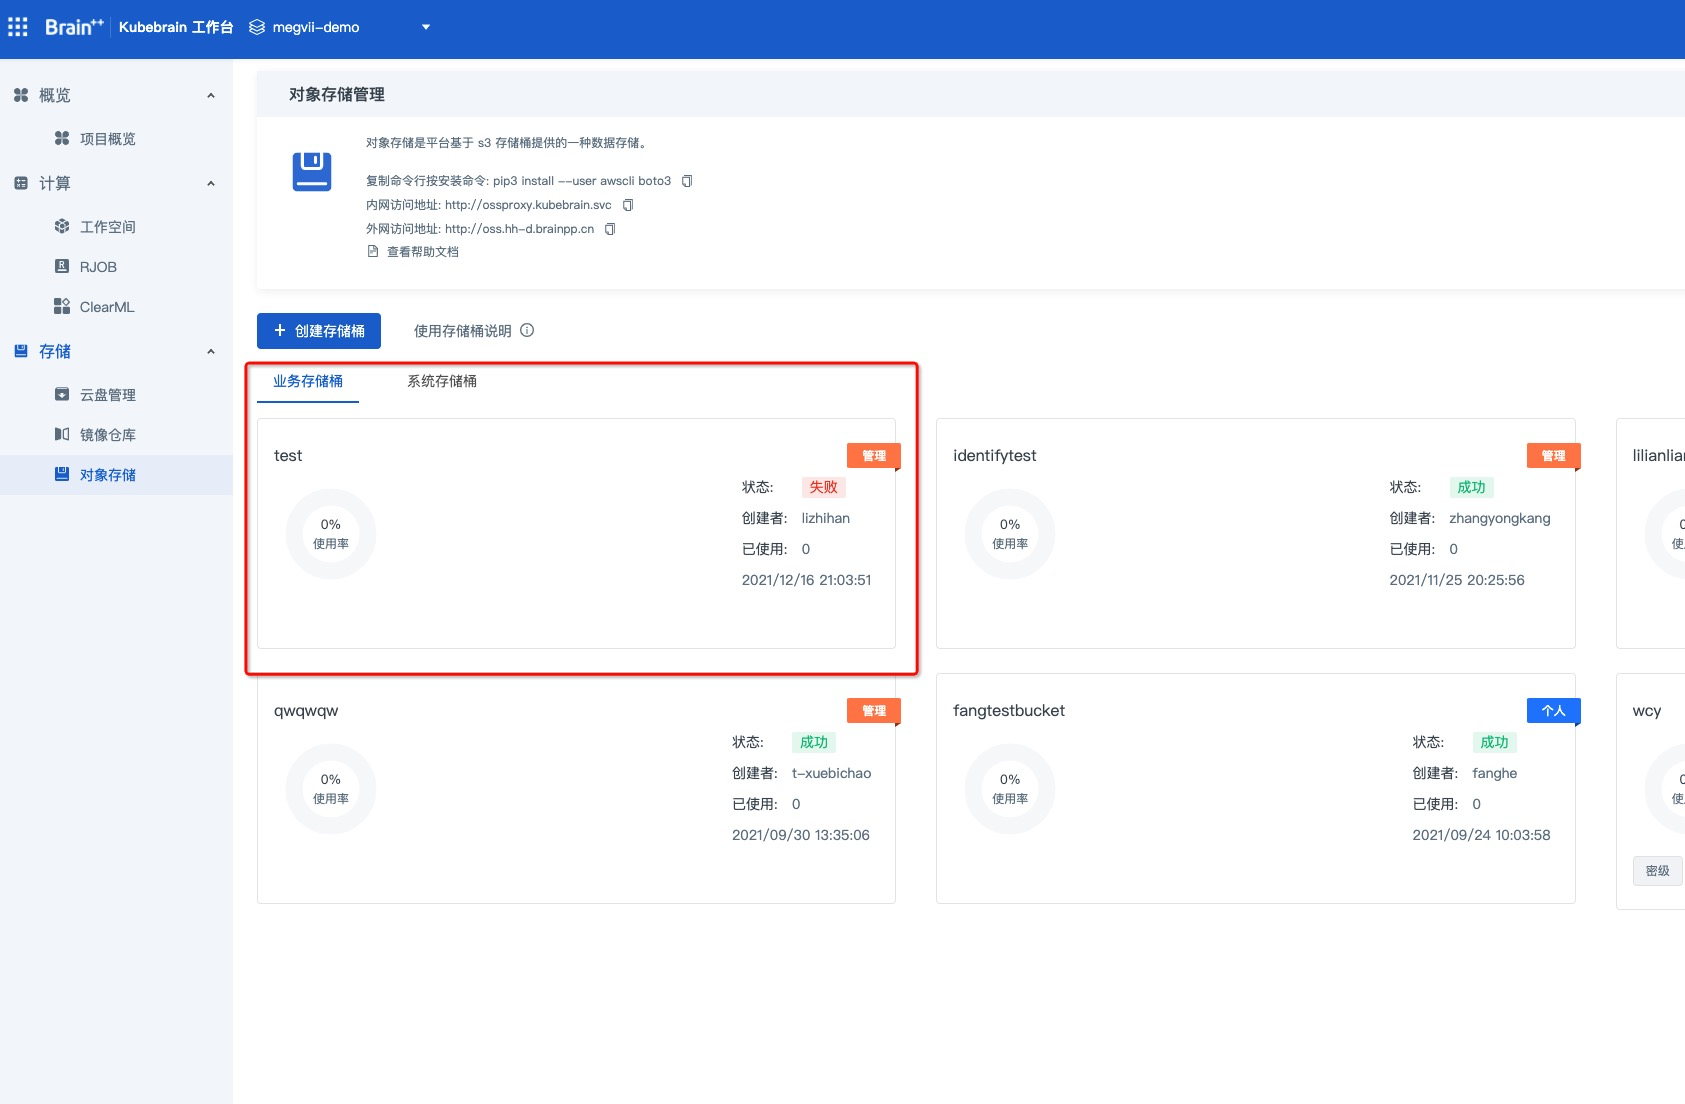 Brain++ Kubebrain 工作台 megvii-demo
概览
项目概览
计算
工作空间
RJOB
ClearML
存储
云盘管理
镜像仓库
对象存储
对象存储管理
对象存储是平台基于 s3 存储桶提供的一种数据存储。
复制命令行按安装命令: pip3 install --user awscli boto3
内网访问地址: http://ossproxy.kubebrain.svc
外网访问地址: http://oss.hh-d.brainpp.cn
查看帮助文档
+ 创建存储桶 使用存储桶说明
业务存储桶 系统存储桶
test 管理
0%
使用率
状态: 失败
创建者: lizhihan
已使用: 0
2021/12/16 21:03:51
identifytest 管理
0%
使用率
状态: 成功
创建者: zhangyongkang
已使用: 0
2021/11/25 20:25:56
qwqwqw 管理
0%
使用率
状态: 成功
创建者: t-xuebichao
已使用: 0
2021/09/30 13:35:06
fangtestbucket 个人
0%
使用率
状态: 成功
创建者: fanghe
已使用: 0
2021/09/24 10:03:58
wcy
密级